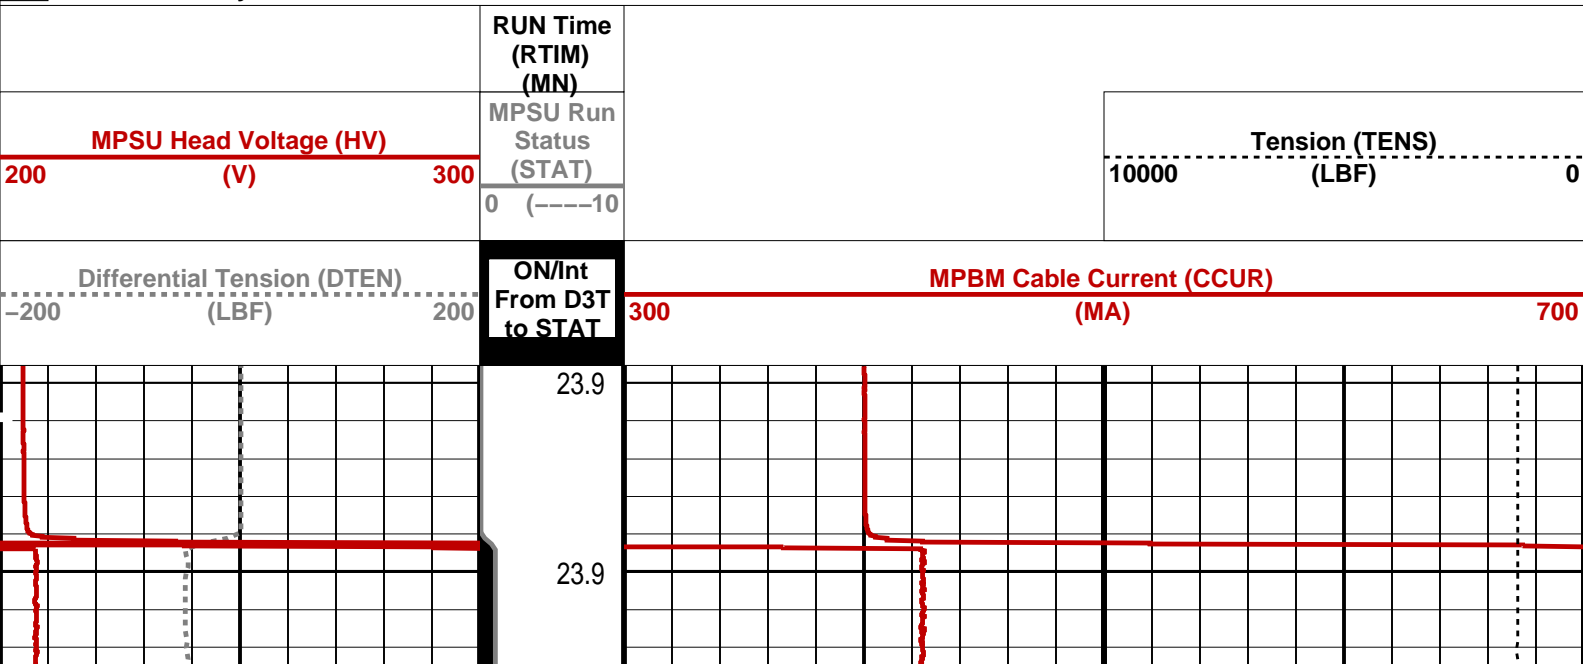 RUN Time
(RTIM)
(MN)
MPSU Run
Status
(STAT)
0 (––––10
MPSU Head Voltage (HV)
200 (V) 300
Tension (TENS)
10000 (LBF) 0
Differential Tension (DTEN)
–200 (LBF) 200
ON/Int
From D3T
to STAT
MPBM Cable Current (CCUR)
300 (MA) 700
23.9
23.9